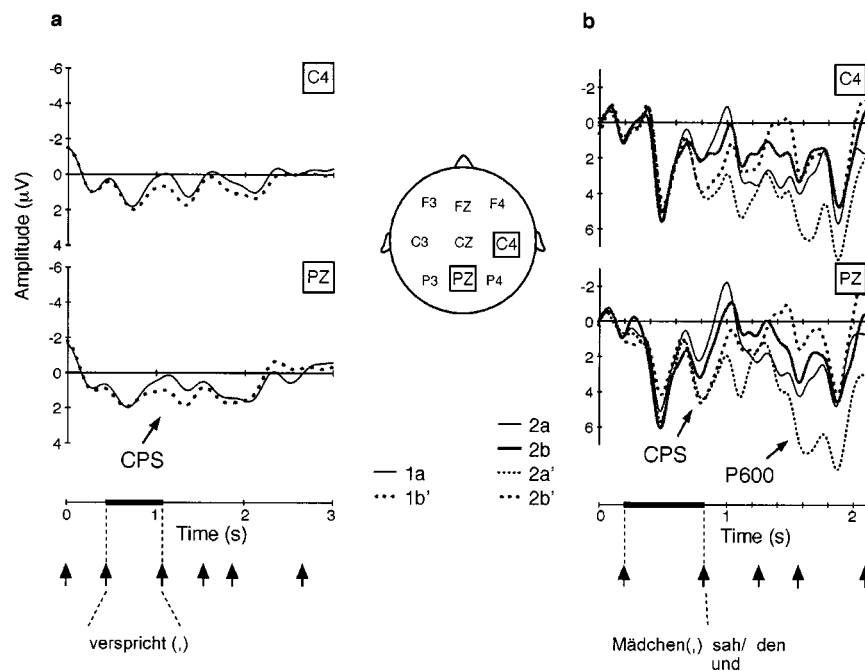 a
b
-6
-4
-2
0
2
4
C4
-2
0
2
4
6
C4
F3 FZ F4
C3 CZ C4
P3 PZ P4
Amplitude (μV)
-6
-4
-2
0
2
4
PZ
CPS
-2
0
2
4
6
PZ
CPS
P600
1a
1b'
2a
2b
2a'
2b'
0 1 2 3
Time (s)
0 1 2
Time (s)
verspricht (,)
Mädchen(,) sah/ den
und